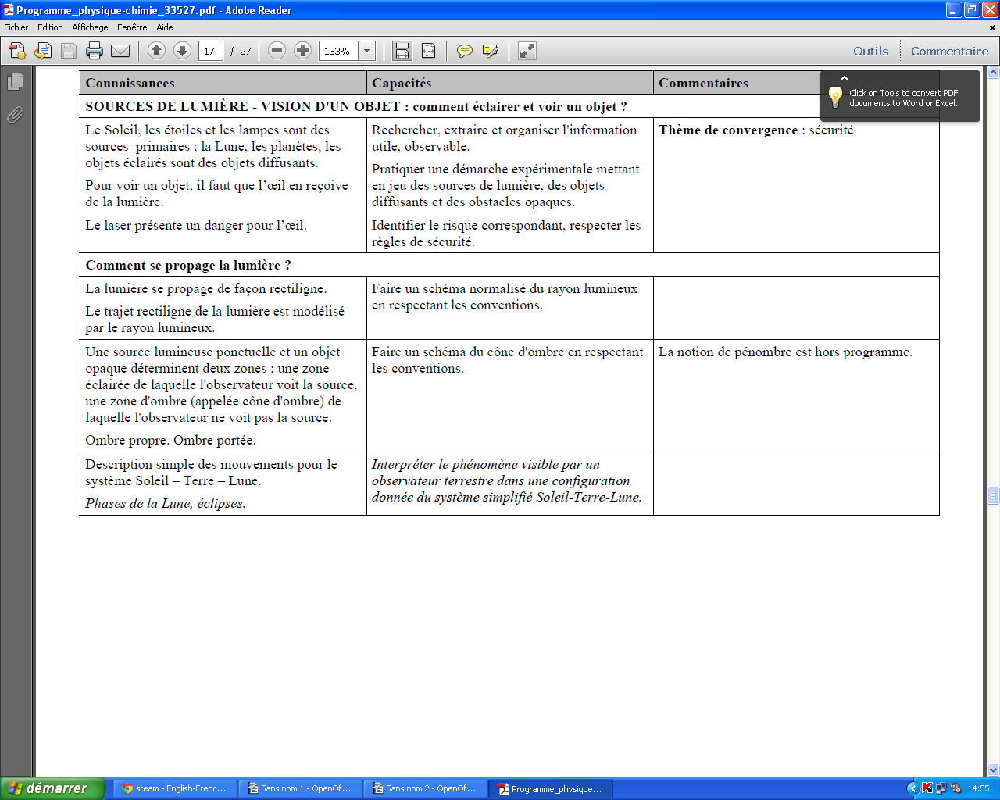 Programme_physique-chimie_33527.pdf - Adobe Reader
Fichier Edition Affichage Fenêtre Aide
17 / 27 133% Outils Commentaire
Click on Tools to convert PDF
documents to Word or Excel.
Connaissances Capacités Commentaires
SOURCES DE LUMIÈRE - VISION D'UN OBJET : comment éclairer et voir un objet ?
Le Soleil, les étoiles et les lampes sont des
sources primaires ; la Lune, les planètes, les
objets éclairés sont des objets diffusants.
Pour voir un objet, il faut que l’œil en reçoive
de la lumière.
Le laser présente un danger pour l’œil.
Rechercher, extraire et organiser l'information
utile, observable.
Pratiquer une démarche expérimentale mettant
en jeu des sources de lumière, des objets
diffusants et des obstacles opaques.
Identifier le risque correspondant, respecter les
règles de sécurité.
Thème de convergence : sécurité
Comment se propage la lumière ?
La lumière se propage de façon rectiligne.
Le trajet rectiligne de la lumière est modélisé
par le rayon lumineux.
Faire un schéma normalisé du rayon lumineux
en respectant les conventions.
Une source lumineuse ponctuelle et un objet
opaque déterminent deux zones : une zone
éclairée de laquelle l'observateur voit la source,
une zone d'ombre (appelée cône d'ombre) de
laquelle l'observateur ne voit pas la source.
Ombre propre. Ombre portée.
Faire un schéma du cône d'ombre en respectant
les conventions.
La notion de pénombre est hors programme.
Description simple des mouvements pour le
système Soleil – Terre – Lune.
Phases de la Lune, éclipses.
Interpréter le phénomène visible par un
observateur terrestre dans une configuration
donnée du système simplifié Soleil-Terre-Lune.
démarrer steam - English-Frenc... Sans nom 1 - OpenOf... Sans nom 2 - OpenOf... Programme_physique... 14:55